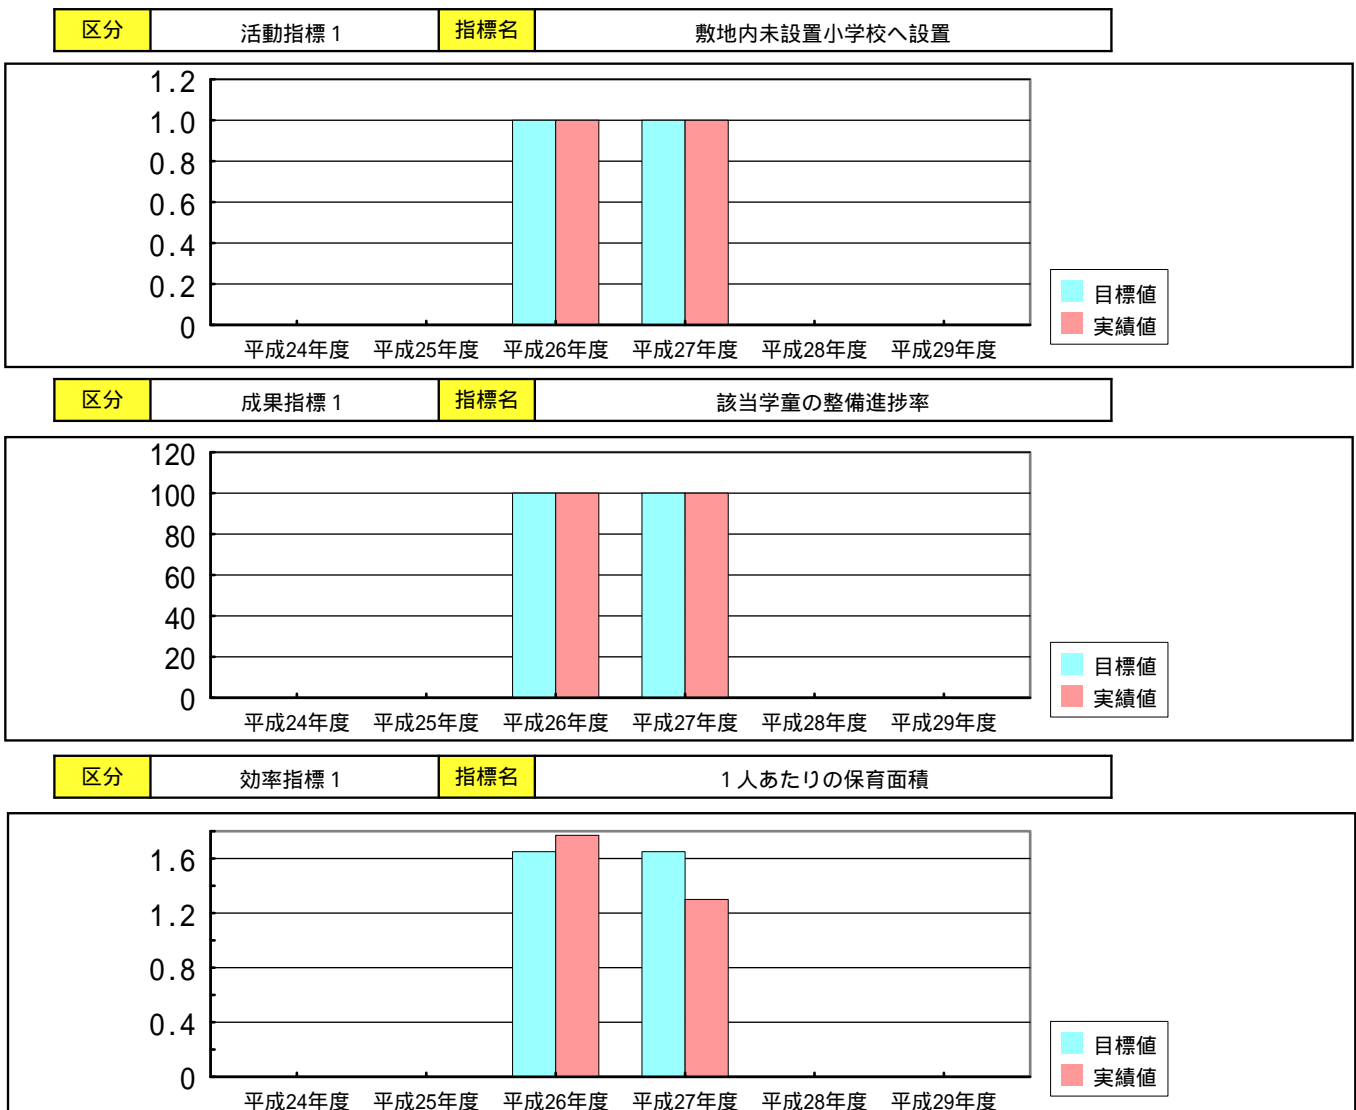 区分 活動指標1 指標名 敷地内未設置小学校へ設置
1.2
1.0
0.8
0.6
0.4
0.2
0
平成24年度 平成25年度 平成26年度 平成27年度 平成28年度 平成29年度
目標値
実績値
区分 成果指標1 指標名 該当学童の整備進捗率
120
100
80
60
40
20
0
平成24年度 平成25年度 平成26年度 平成27年度 平成28年度 平成29年度
目標値
実績値
区分 効率指標1 指標名 1人あたりの保育面積
1.6
1.2
0.8
0.4
0
平成24年度 平成25年度 平成26年度 平成27年度 平成28年度 平成29年度
目標値
実績値